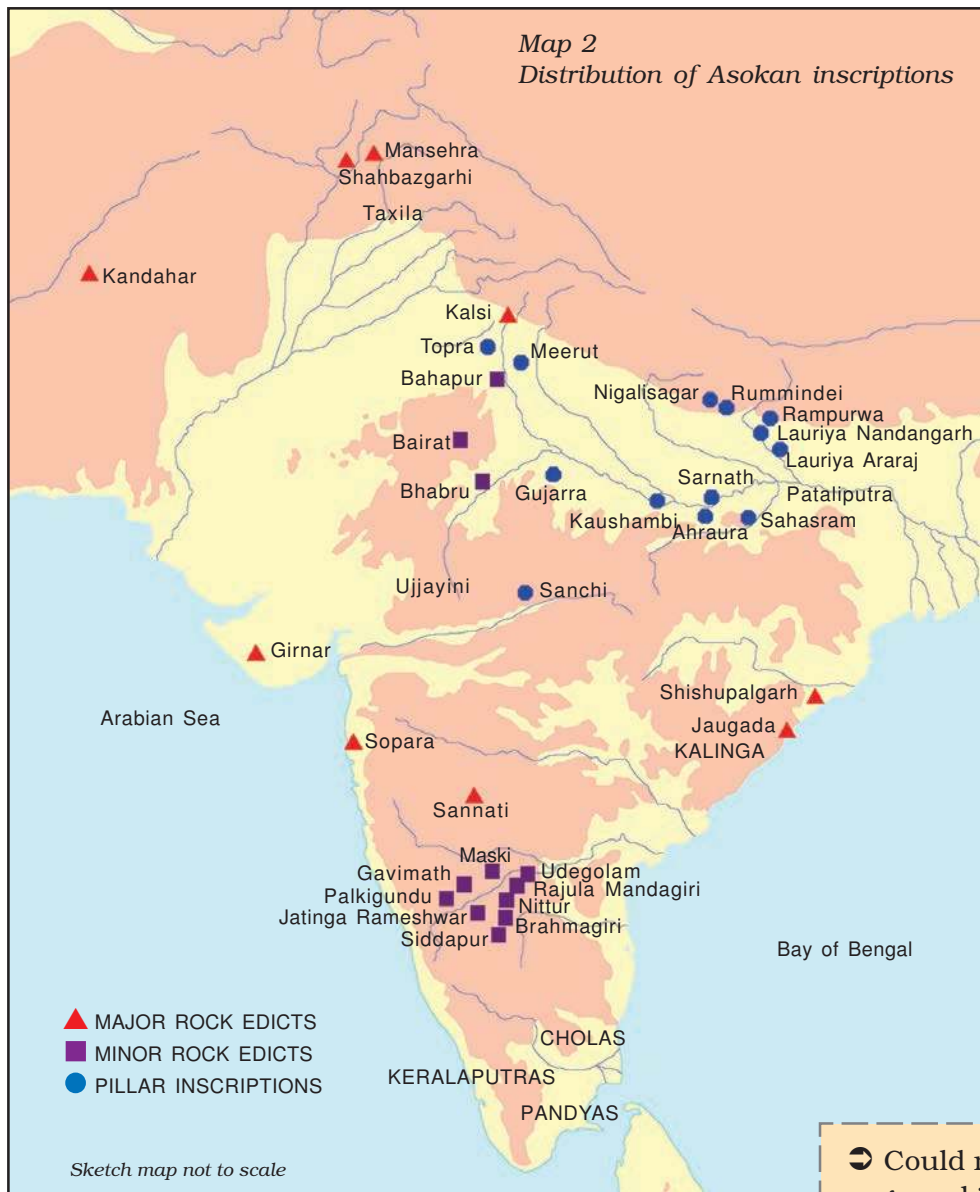 Map 2
Distribution of Asokan inscriptions
Mansehra
Shahbazgarhi
Taxila
Kandahar
Kalsi
Topra
Meerut
Bahapur
Nigalisagar
Rummindei
Rampurwa
Bairat
Lauriya Nandangarh
Lauriya Araraj
Bhabru
Gujarra
Sarnath
Pataliputra
Kaushambi
Sahasram
Ahraura
Ujjayini
Sanchi
Girnar
Shishupalgarh
Arabian Sea
Jaugada
Sopara
KALINGA
Sannati
Maski
Gavimath
Udegolam
Palkigundu
Rajula Mandagiri
Nittur
Jatinga Rameshwar
Brahmagiri
Siddapur
Bay of Bengal
MAJOR ROCK EDICTS
MINOR ROCK EDICTS
PILLAR INSCRIPTIONS
CHOLAS
KERALAPUTRAS
PANDYAS
Sketch map not to scale
➲ Could